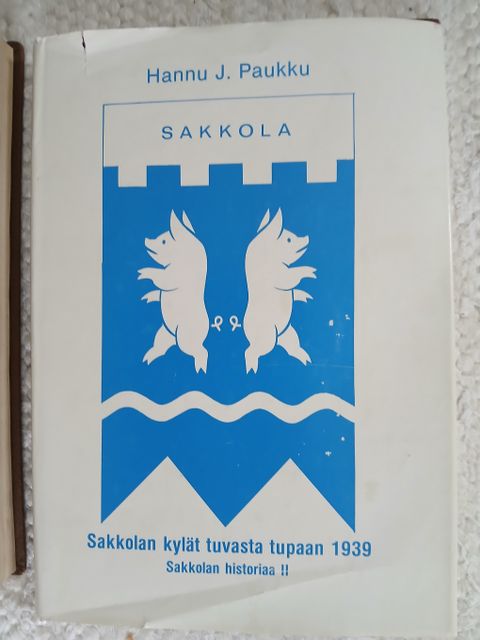 Hannu J. Paukku
SAKKOLA
Sakkolan kylät tuvasta tupaan 1939
Sakkolan historiaa !!